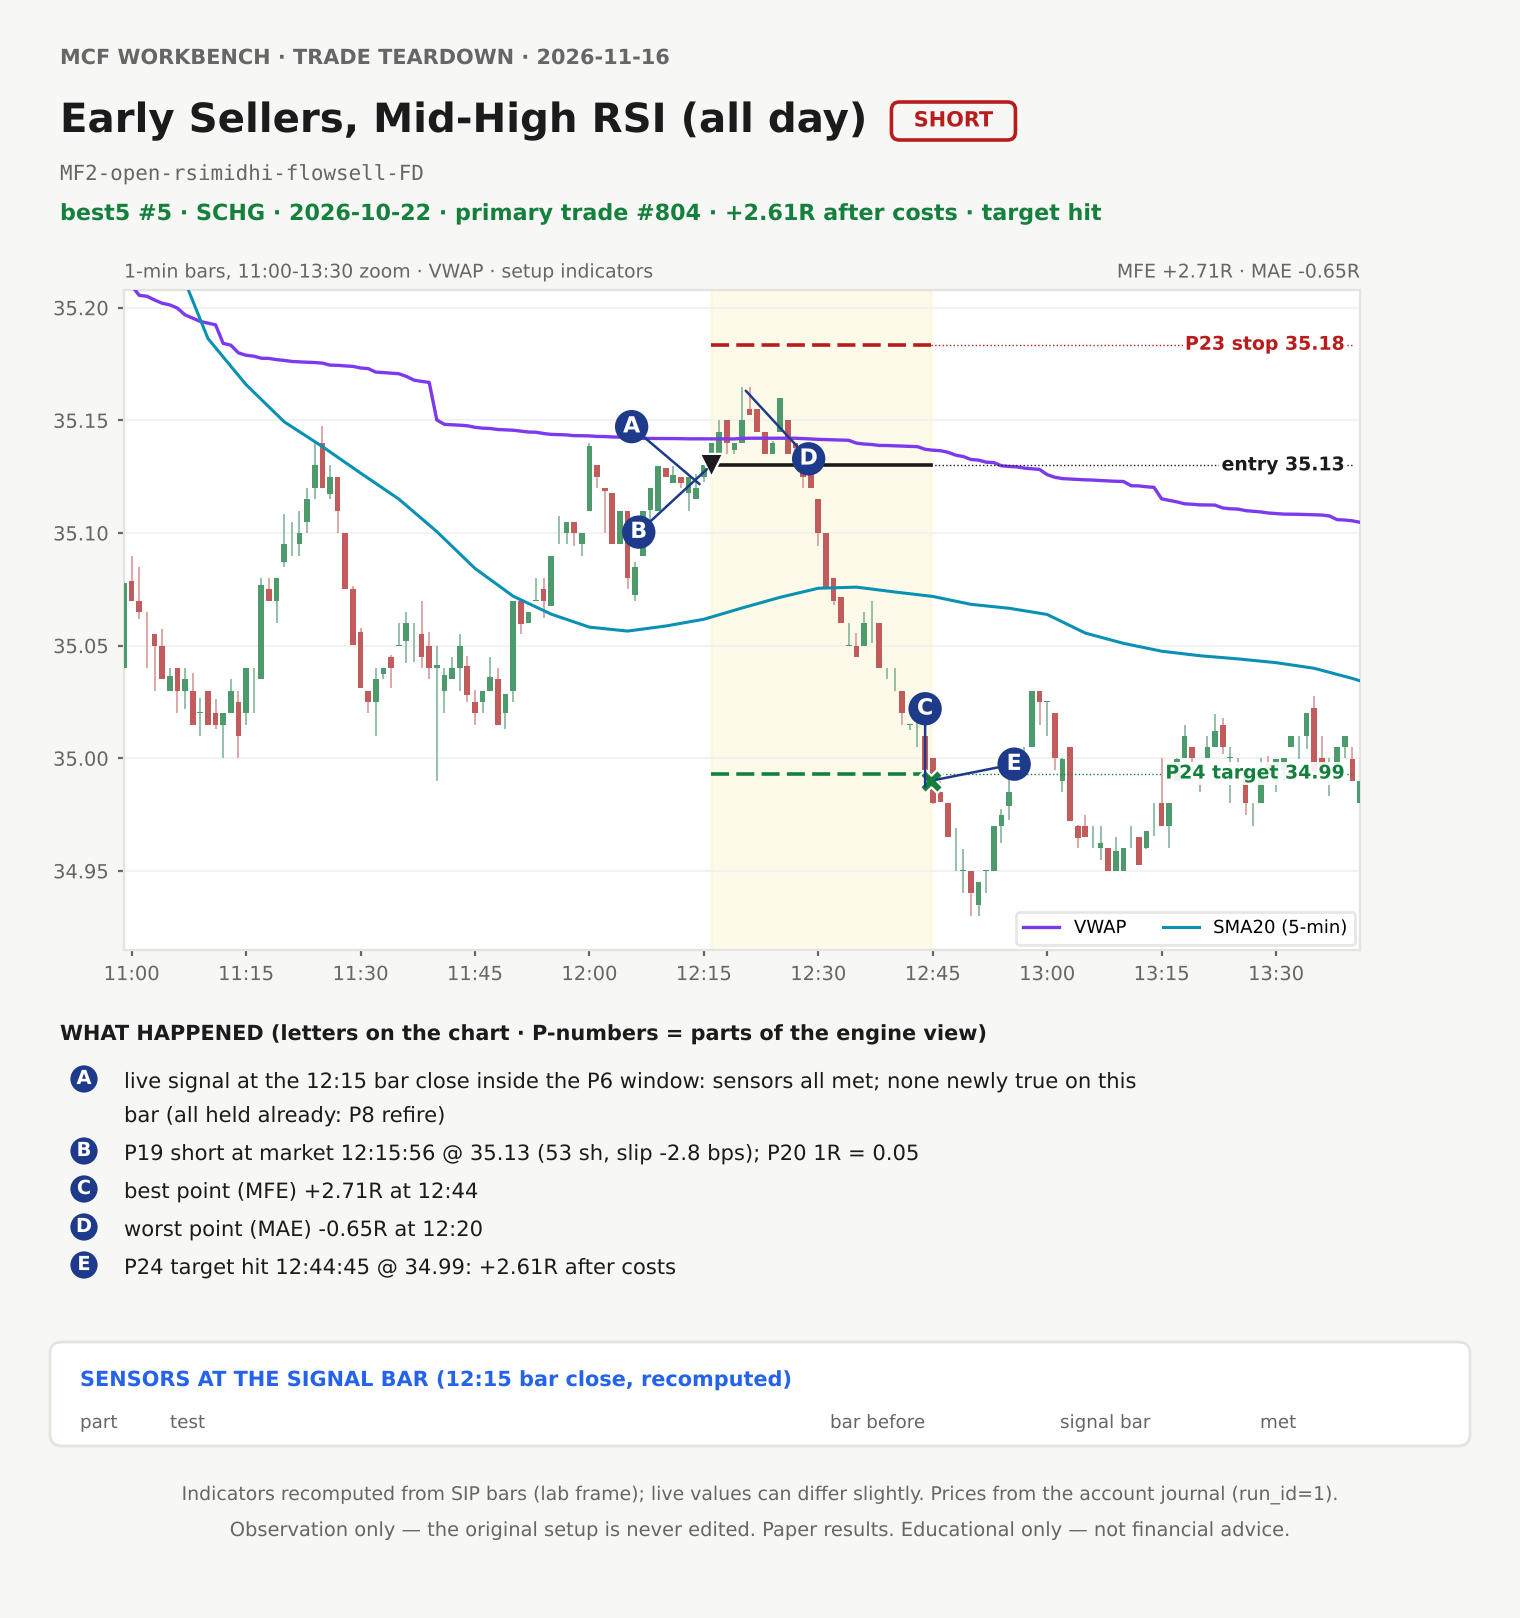 MCF WORKBENCH · TRADE TEARDOWN · 2026-11-16
Early Sellers, Mid-High RSI (all day) SHORT
MF2-open-rsimidhi-flowsell-FD
best5 #5 · SCHG · 2026-10-22 · primary trade #804 · +2.61R after costs · target hit
1-min bars, 11:00-13:30 zoom · VWAP · setup indicators MFE +2.71R · MAE -0.65R
35.20
P23 stop 35.18
35.15
A
D
entry 35.13
B
35.10
35.05
C
35.00
E
P24 target 34.99
34.95
VWAP SMA20 (5-min)
11:00 11:15 11:30 11:45 12:00 12:15 12:30 12:45 13:00 13:15 13:30
WHAT HAPPENED (letters on the chart · P-numbers = parts of the engine view)
A live signal at the 12:15 bar close inside the P6 window: sensors all met; none newly true on this
bar (all held already: P8 refire)
B P19 short at market 12:15:56 @ 35.13 (53 sh, slip -2.8 bps); P20 1R = 0.05
C best point (MFE) +2.71R at 12:44
D worst point (MAE) -0.65R at 12:20
E P24 target hit 12:44:45 @ 34.99: +2.61R after costs
SENSORS AT THE SIGNAL BAR (12:15 bar close, recomputed)
part test bar before signal bar met
Indicators recomputed from SIP bars (lab frame); live values can differ slightly. Prices from the account journal (run_id=1).
Observation only — the original setup is never edited. Paper results. Educational only — not financial advice.